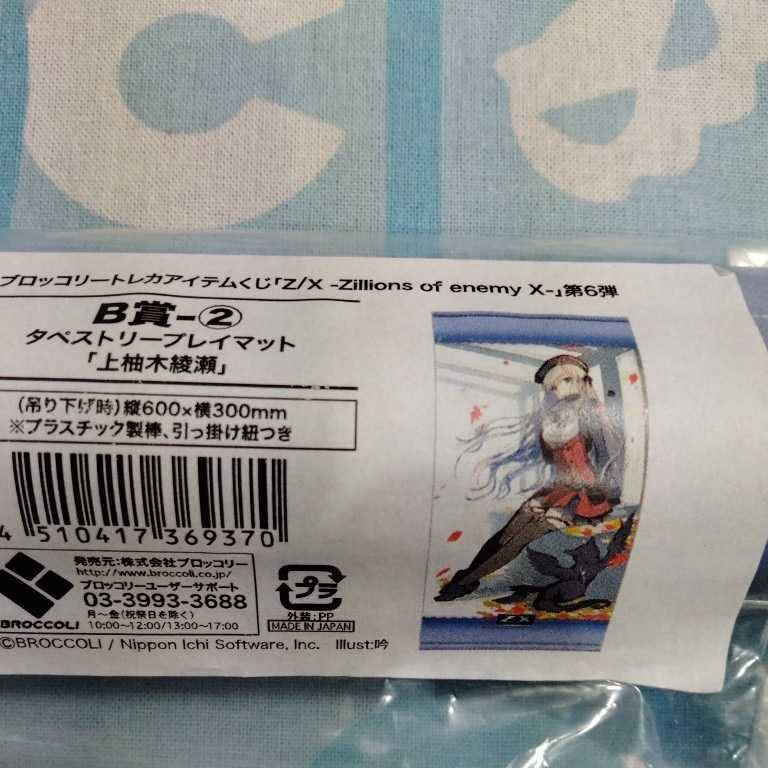 ブロッコリートレカアイテムくじ「Z/X -Zillions of enemy X-」第6弾
B賞-②
タペストリープレイマット
「上柚木綾瀬」
(吊り下げ時)縦600×横300mm
※プラスチック製棒、引っ掛け紐つき
4 510417 369370
BROCCOLI
発売元:株式会社ブロッコリー
http://www.broccoli.co.jp/
ブロッコリーユーザーサポート
03-3993-3688
月～金(祝祭日を除く)
10:00~12:00/13:00~17:00
プラ
外装:PP
MADE IN JAPAN
©BROCCOLI / Nippon Ichi Software, Inc. Illust:吟
Z/X